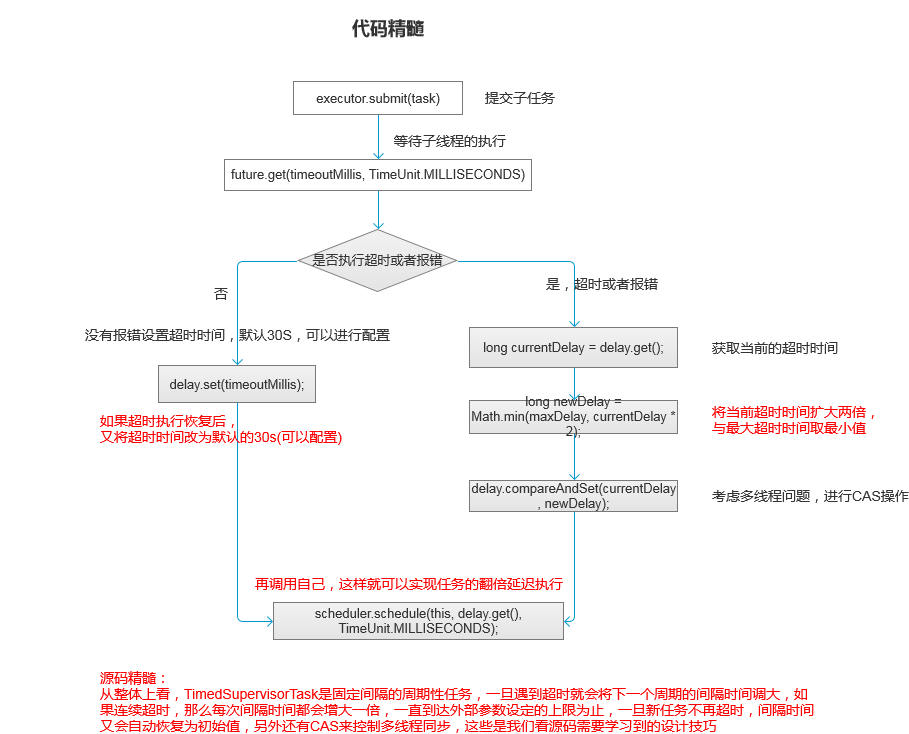 代码精髓
executor.submit(task)
提交子任务
等待子线程的执行
future.get(timeoutMillis, TimeUnit.MILLISECONDS)
是否执行超时或者报错
否
是，超时或者报错
没有报错设置超时时间，默认30S，可以进行配置
long currentDelay = delay.get();
获取当前的超时时间
delay.set(timeoutMillis);
如果超时执行恢复后，
又将超时时间改为默认的30s(可以配置)
long newDelay =
Math.min(maxDelay, currentDelay *
2);
将当前超时时间扩大两倍，
与最大超时时间取最小值
delay.compareAndSet(currentDelay
, newDelay);
考虑多线程问题，进行CAS操作
再调用自己，这样就可以实现任务的翻倍延迟执行
scheduler.schedule(this, delay.get(),
TimeUnit.MILLISECONDS);
源码精髓：
从整体上看，TimedSupervisorTask是固定间隔的周期性任务，一旦遇到超时就会将下一个周期的间隔时间调大，如
果连续超时，那么每次间隔时间都会增大一倍，一直到达外部参数设定的上限为止，一旦新任务不再超时，间隔时间
又会自动恢复为初始值，另外还有CAS来控制多线程同步，这些是我们看源码需要学习到的设计技巧